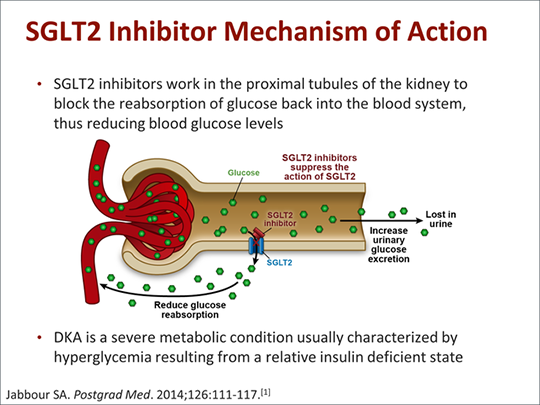 SGLT2 Inhibitor Mechanism of Action
• SGLT2 inhibitors work in the proximal tubules of the kidney to
block the reabsorption of glucose back into the blood system,
thus reducing blood glucose levels
Glucose
SGLT2 inhibitors
suppress the
action of SGLT2
SGLT2
inhibitor
SGLT2
Lost in
urine
Increase
urinary
glucose
excretion
Reduce glucose
reabsorption
• DKA is a severe metabolic condition usually characterized by
hyperglycemia resulting from a relative insulin deficient state
Jabbour SA. Postgrad Med. 2014;126:111-117.[1]